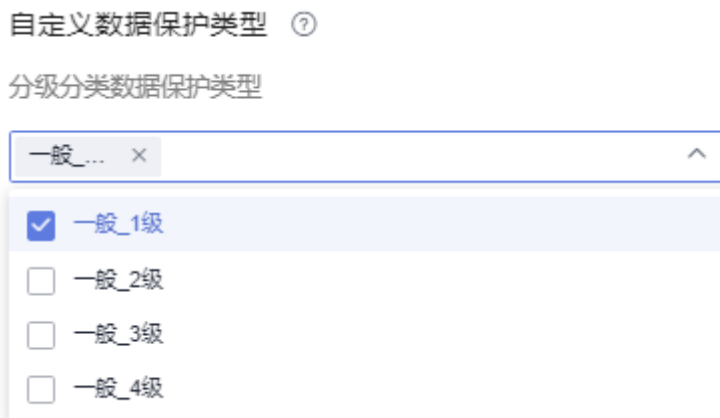 自定义数据保护类型
分级分类数据保护类型
一般_...
一般_1级
一般_2级
一般_3级
一般_4级